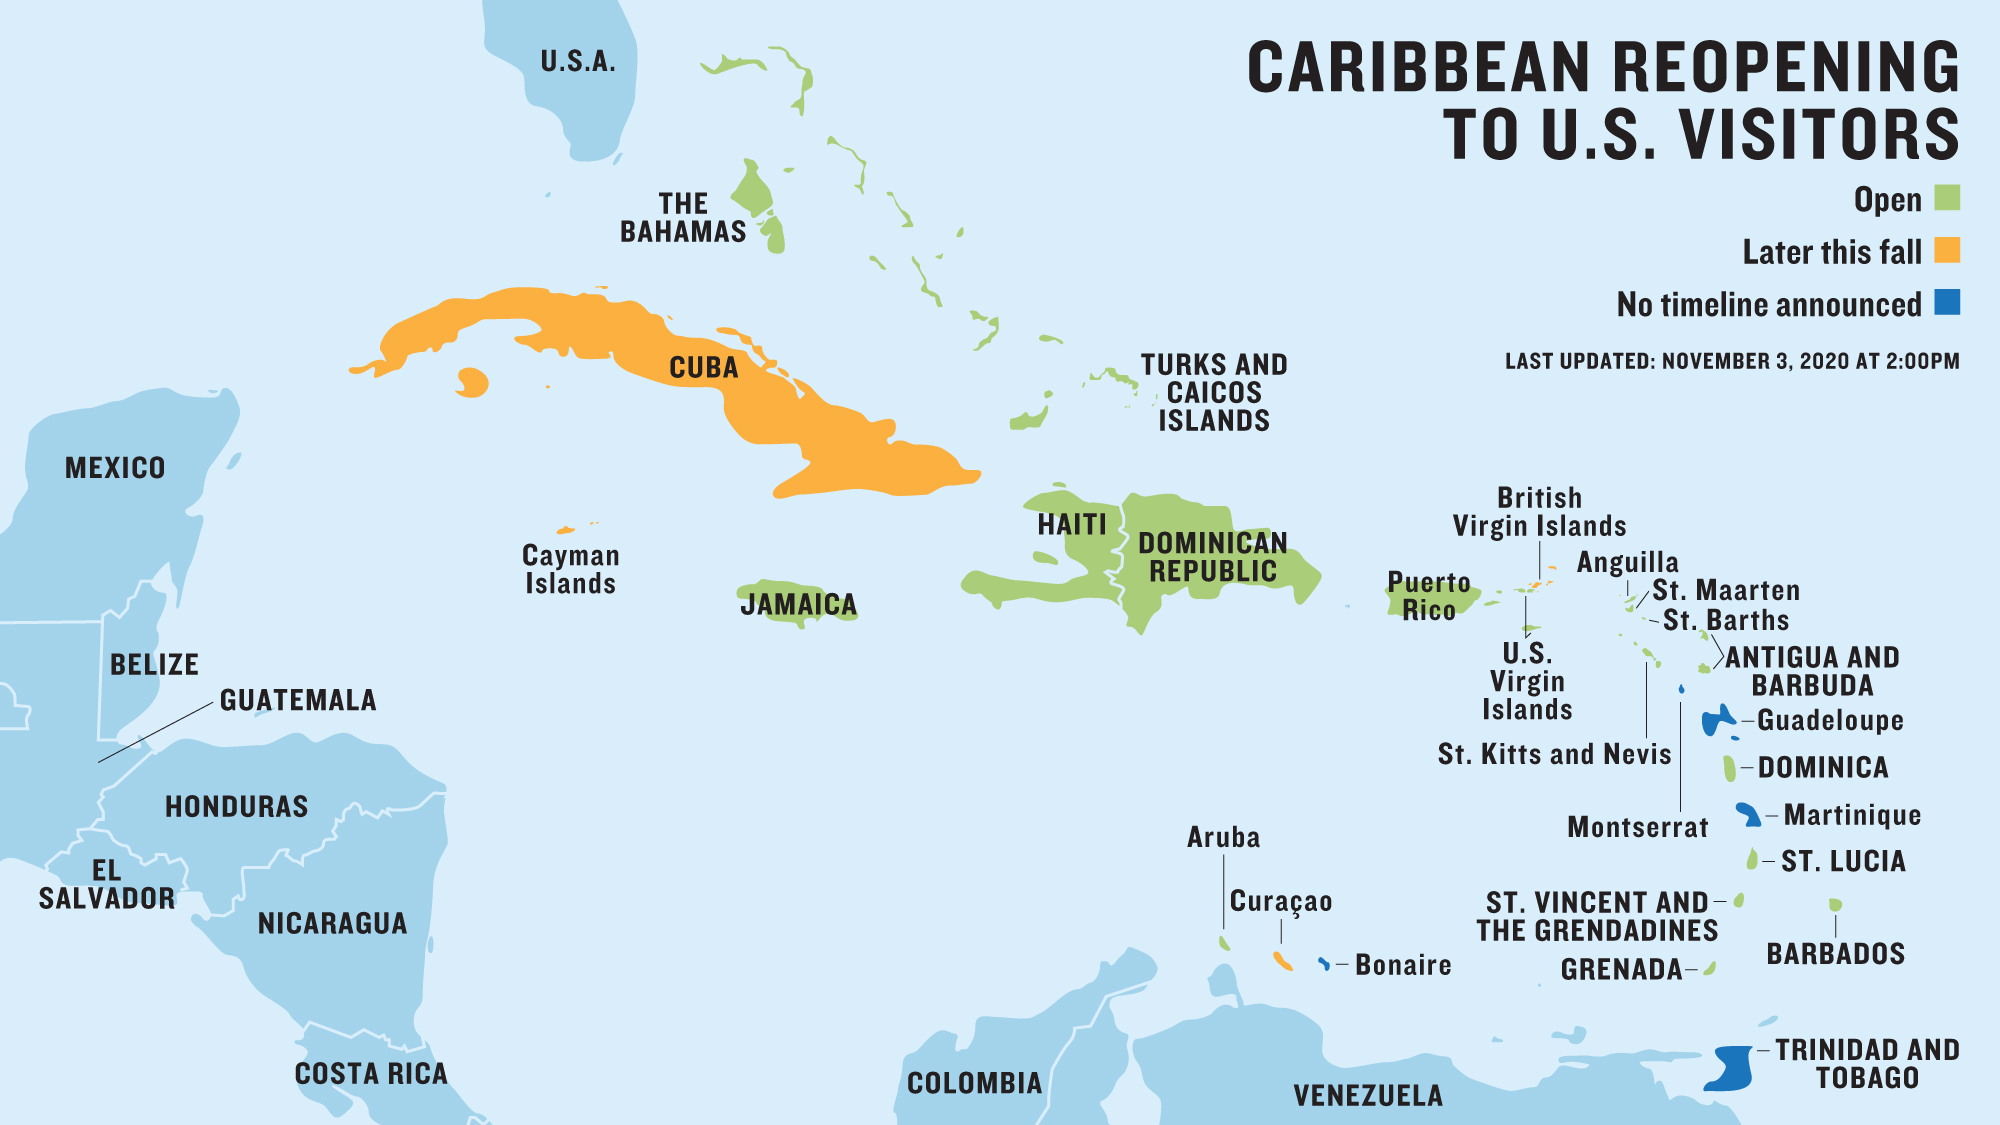 CARIBBEAN REOPENING
TO U.S. VISITORS
Open
Later this fall
No timeline announced
LAST UPDATED: NOVEMBER 3, 2020 AT 2:00PM
U.S.A.
THE
BAHAMAS
CUBA
TURKS AND
CAICOS
ISLANDS
MEXICO
Cayman
Islands
JAMAICA
HAITI
DOMINICAN
REPUBLIC
Puerto
Rico
British
Virgin Islands
Anguilla
St. Maarten
St. Barths
U.S.
Virgin
Islands
ANTIGUA AND
BARBUDA
St. Kitts and Nevis
Guadeloupe
DOMINICA
Montserrat
Martinique
ST. LUCIA
ST. VINCENT AND
THE GRENDADINES
BARBADOS
GRENADA
TRINIDAD AND
TOBAGO
Aruba
Curaçao
Bonaire
BELIZE
GUATEMALA
HONDURAS
EL
SALVADOR
NICARAGUA
COSTA RICA
COLOMBIA
VENEZUELA